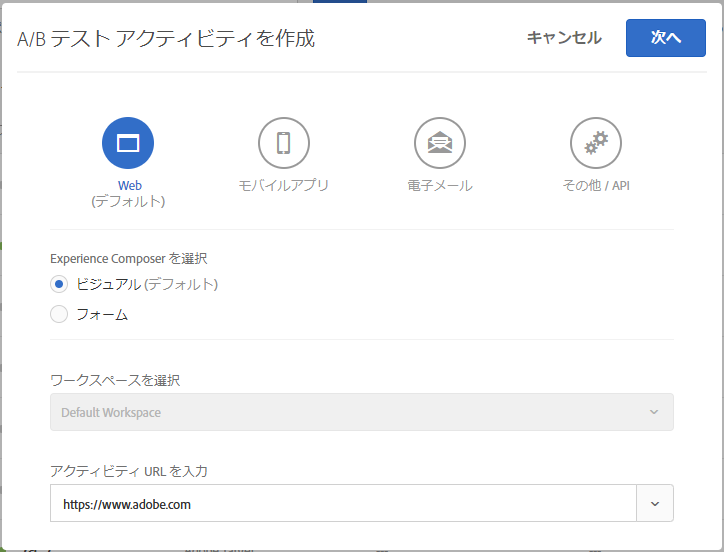 A/B テスト アクティビティを作成
キャンセル
次へ
Web
(デフォルト)
モバイルアプリ
電子メール
その他 / API
Experience Composer を選択
ビジュアル (デフォルト)
フォーム
ワークスペースを選択
Default Workspace
アクティビティ URL を入力
https://www.adobe.com